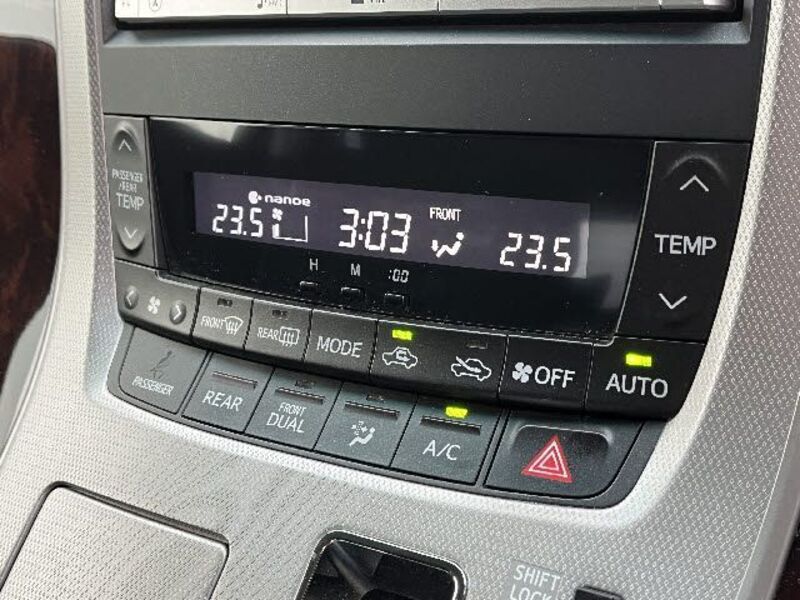 nanoe
PASSENGER
/REAR
TEMP
23.5
3:03
FRONT
23.5
TEMP
H
M
:00
FRONT
REAR
MODE
OFF
AUTO
PASSENGER
REAR
FRONT
DUAL
A/C
SHIFT
LOCK